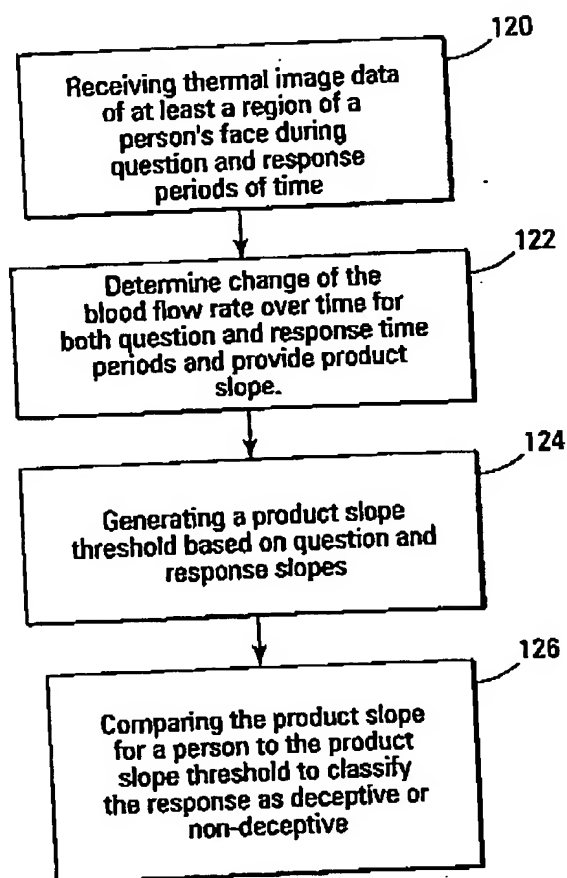 120
Receiving thermal image data
of at least a region of a
person's face during
question and response
periods of time
122
Determine change of the
blood flow rate over time for
both question and response time
periods and provide product
slope.
124
Generating a product slope
threshold based on question and
response slopes
126
Comparing the product slope
for a person to the product
slope threshold to classify
the response as deceptive or
non-deceptive